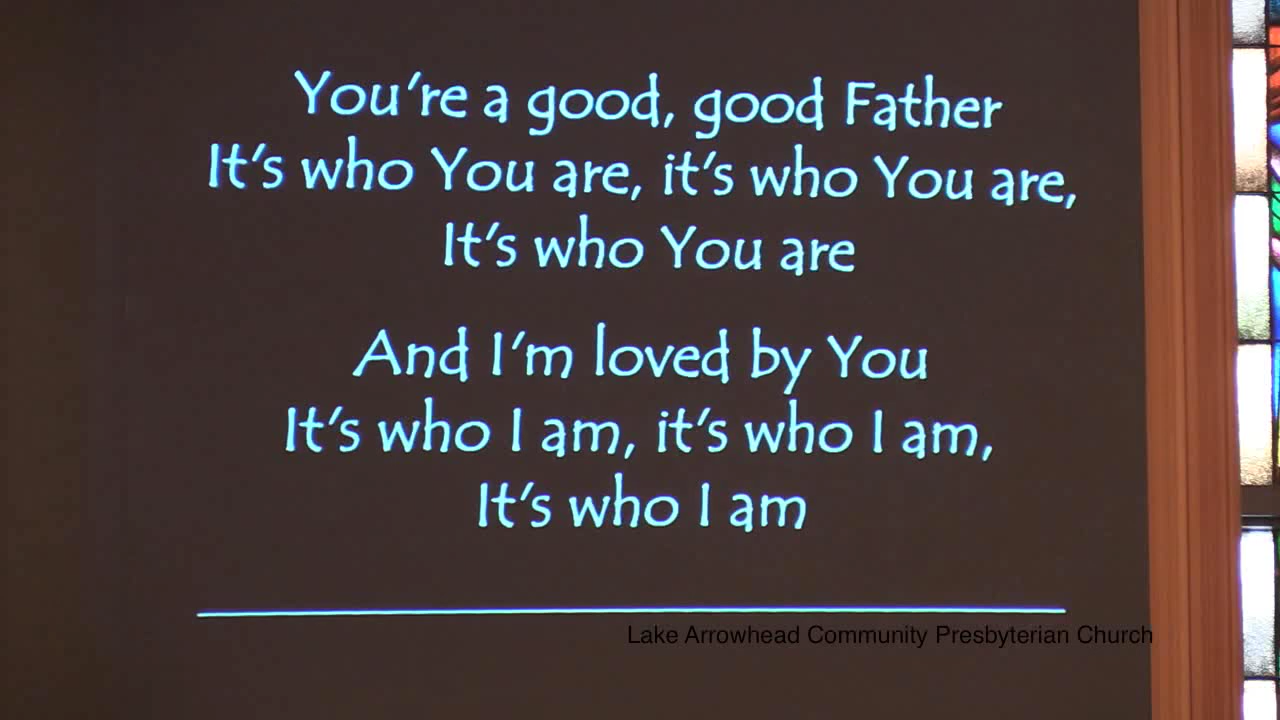 You're a good, good Father
It's who You are, it's who You are,
It's who You are
And I'm loved by You
It's who I am, it's who I am,
It's who I am
Lake Arrowhead Community Presbyterian Church